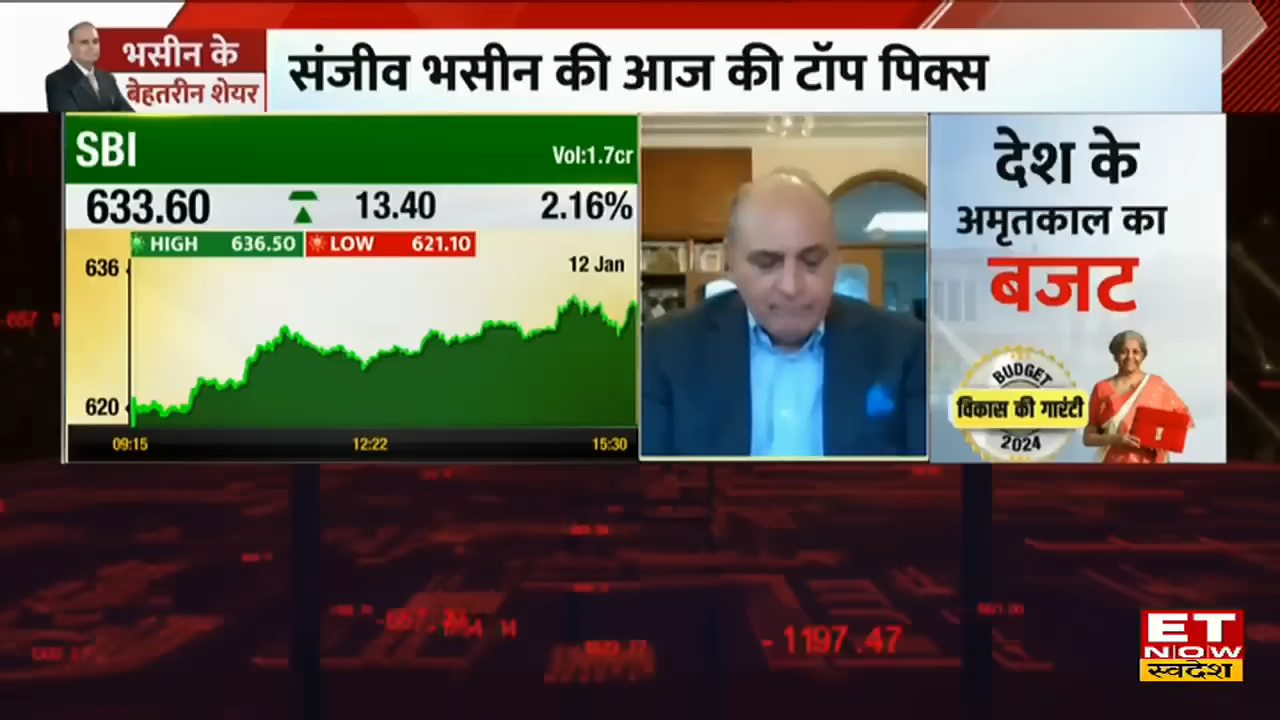 भसीन के
बेहतरीन शेयर
संजीव भसीन की आज की टॉप पिक्स
SBI
Vol:1.7cr
633.60 13.40 2.16%
HIGH 636.50 LOW 621.10
12 Jan
636
620
09:15 12:22 15:30
देश के
अमृतकाल का
बजट
BUDGET
विकास की गारंटी
2024
- 1197.47
ET
NOW
स्वदेश